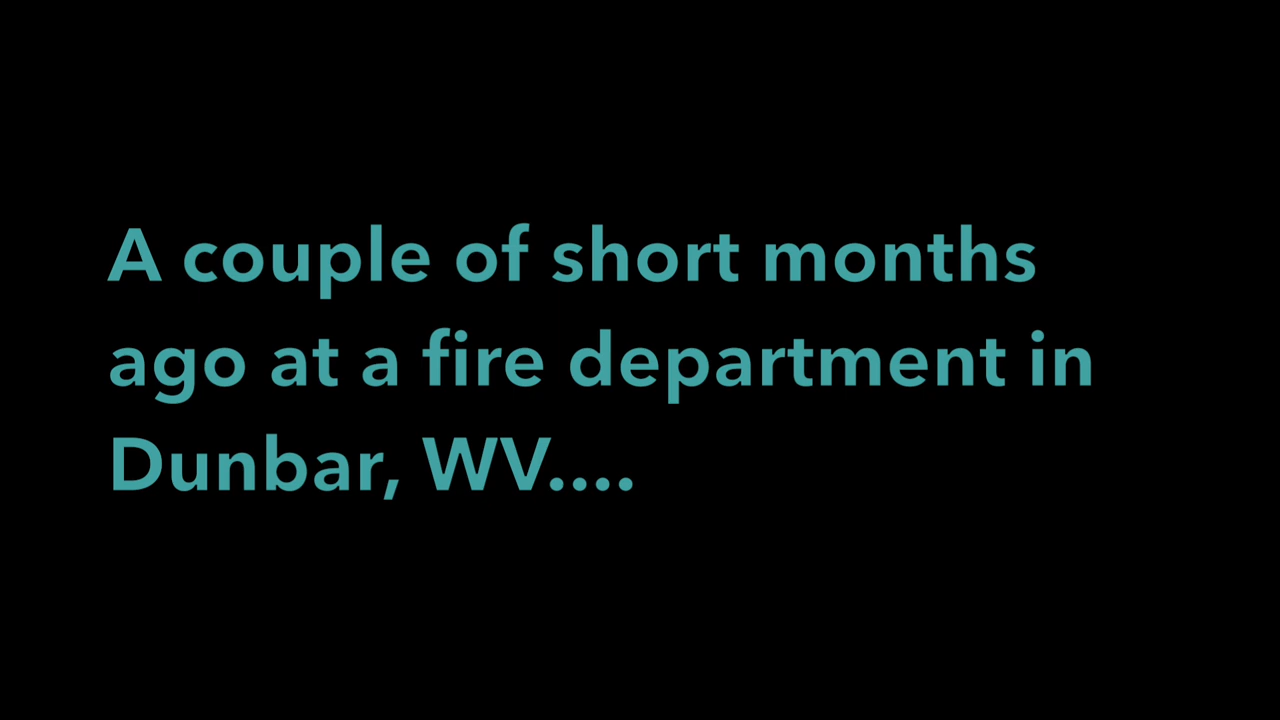 A couple of short months
ago at a fire department in
Dunbar, WV....